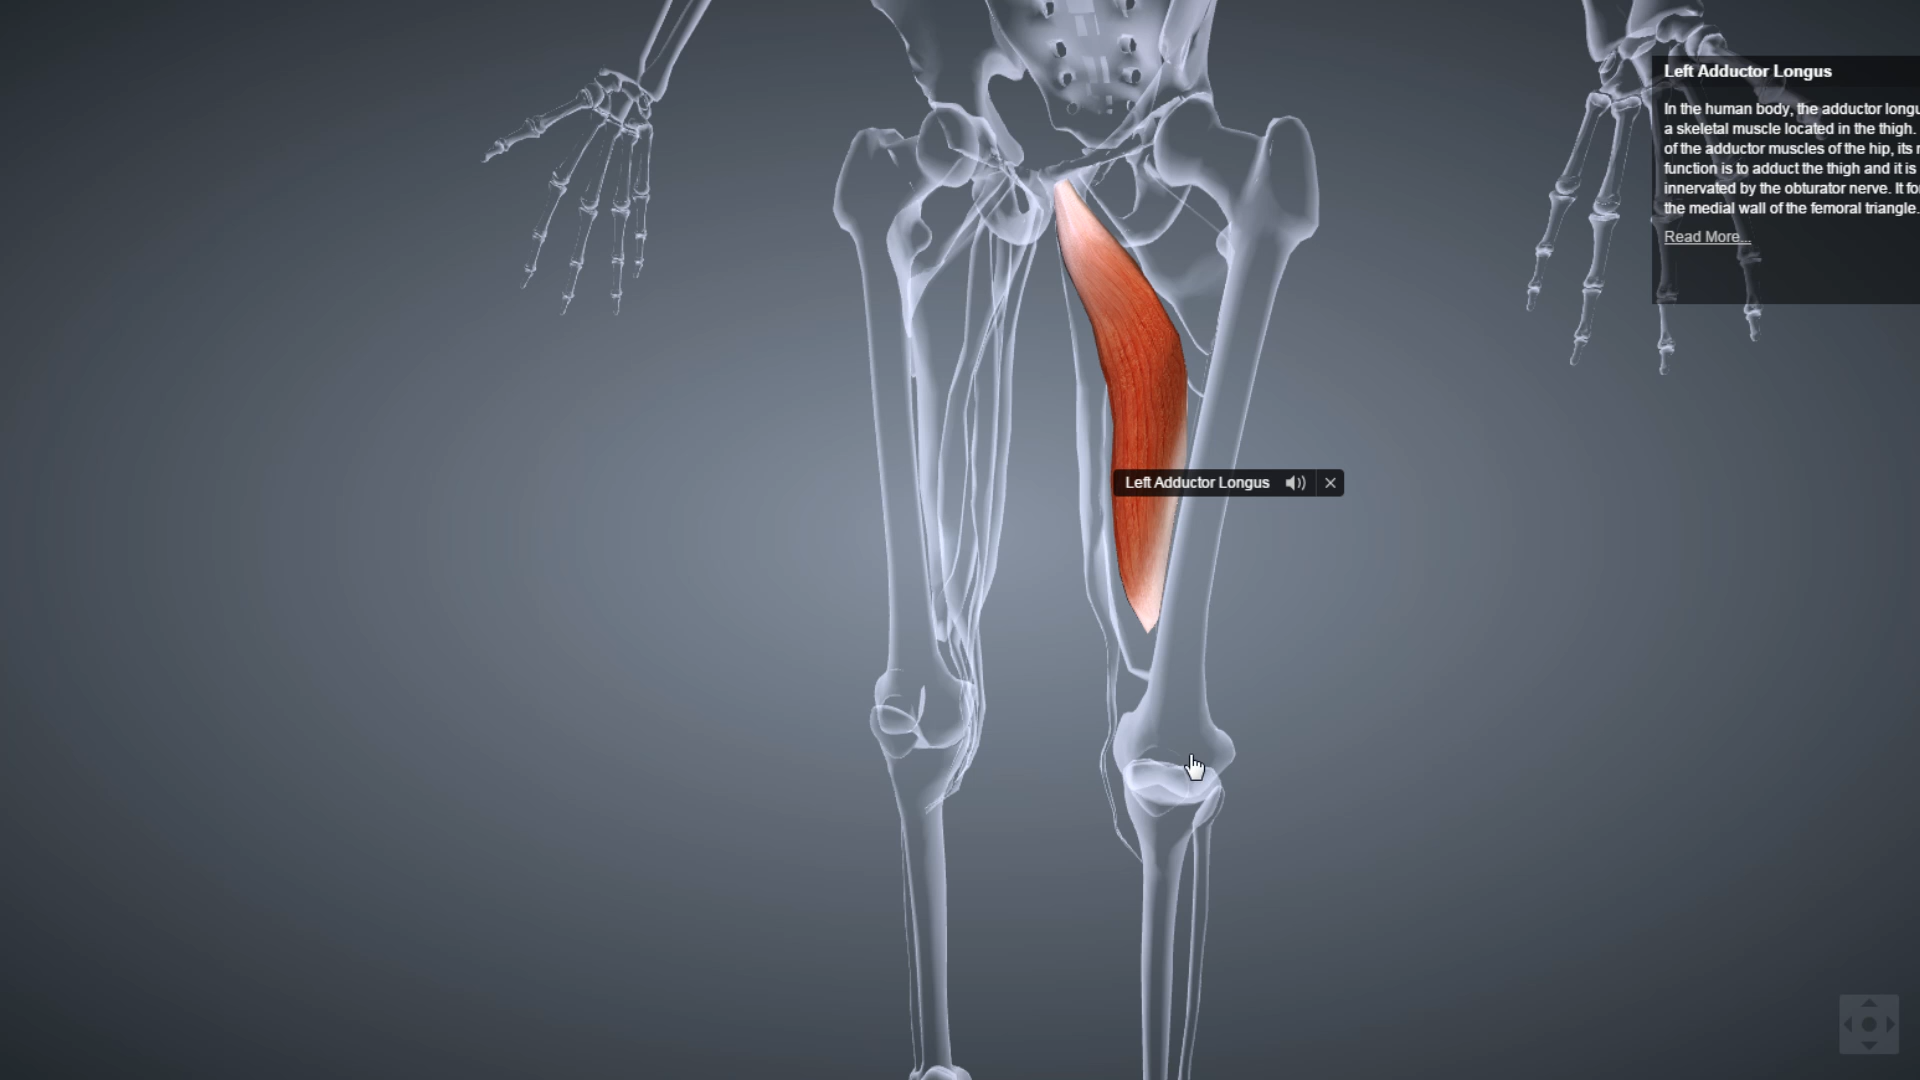 Left Adductor Longus
In the human body, the adductor longu
a skeletal muscle located in the thigh.
of the adductor muscles of the hip, its
function is to adduct the thigh and it is
innervated by the obturator nerve. It fo
the medial wall of the femoral triangle.
Read More...
Left Adductor Longus